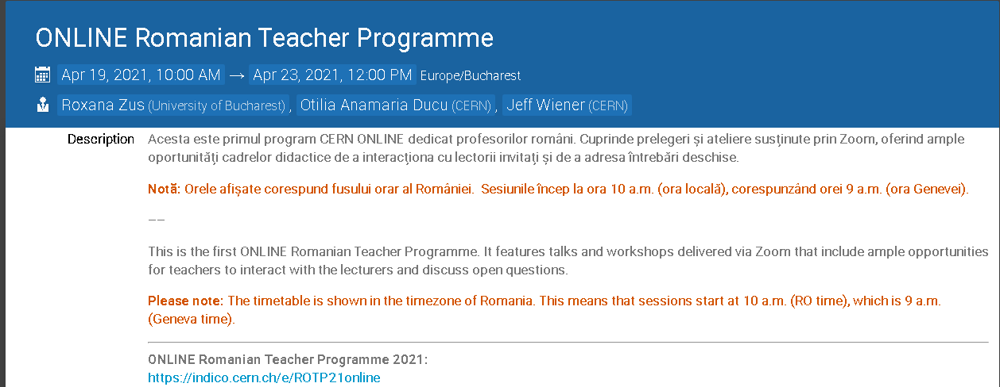 ONLINE Romanian Teacher Programme
Apr 19, 2021, 10:00 AM → Apr 23, 2021, 12:00 PM Europe/Bucharest
Roxana Zus (University of Bucharest) , Otilia Anamaria Ducu (CERN) , Jeff Wiener (CERN)
Description
Acesta este primul program CERN ONLINE dedicat profesorilor români. Cuprinde prelegeri și ateliere susținute prin Zoom, oferind ample
oportunități cadrelor didactice de a interacționa cu lectorii invitați și de a adresa întrebări deschise.
Notă: Orele afișate corespund fusului orar al României. Sesiunile încep la ora 10 a.m. (ora locală), corespunzând orei 9 a.m. (ora Genevei).
––
This is the first ONLINE Romanian Teacher Programme. It features talks and workshops delivered via Zoom that include ample opportunities
for teachers to interact with the lecturers and discuss open questions.
Please note: The timetable is shown in the timezone of Romania. This means that sessions start at 10 a.m. (RO time), which is 9 a.m.
(Geneva time).
ONLINE Romanian Teacher Programme 2021:
https://indico.cern.ch/e/ROTP21online